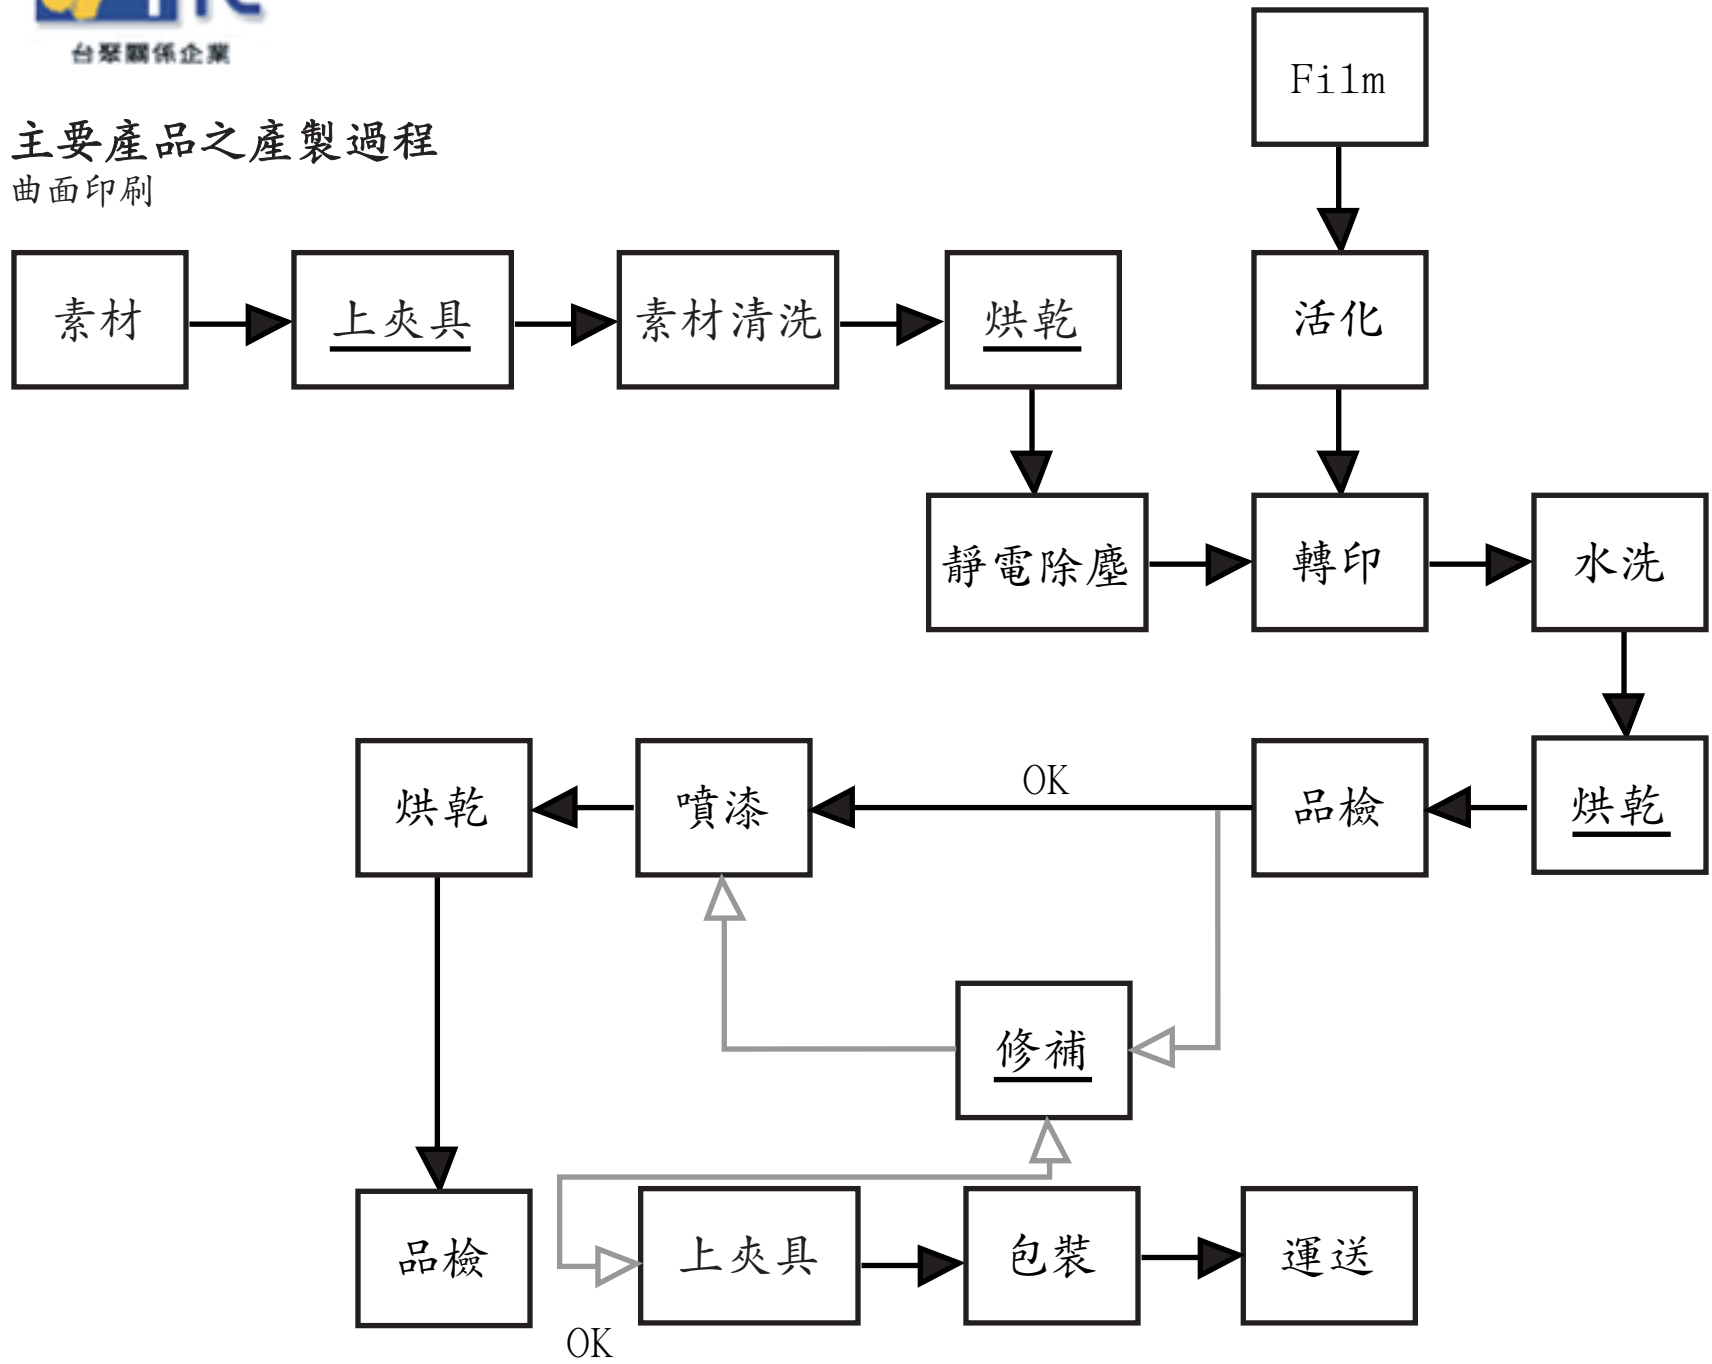 台聚關係企業
主要產品之產製過程
曲面印刷
Film
素材
上夾具
素材清洗
烘乾
活化
靜電除塵
轉印
水洗
烘乾
噴漆
OK
品檢
烘乾
修補
品檢
上夾具
包裝
運送
OK